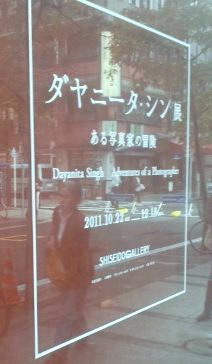 ダヤニータ・シン展
ある写真家の冒険
Dayanita Singh Adventures of a Photographer
2011.10.22
SHISEIDO GALLERY